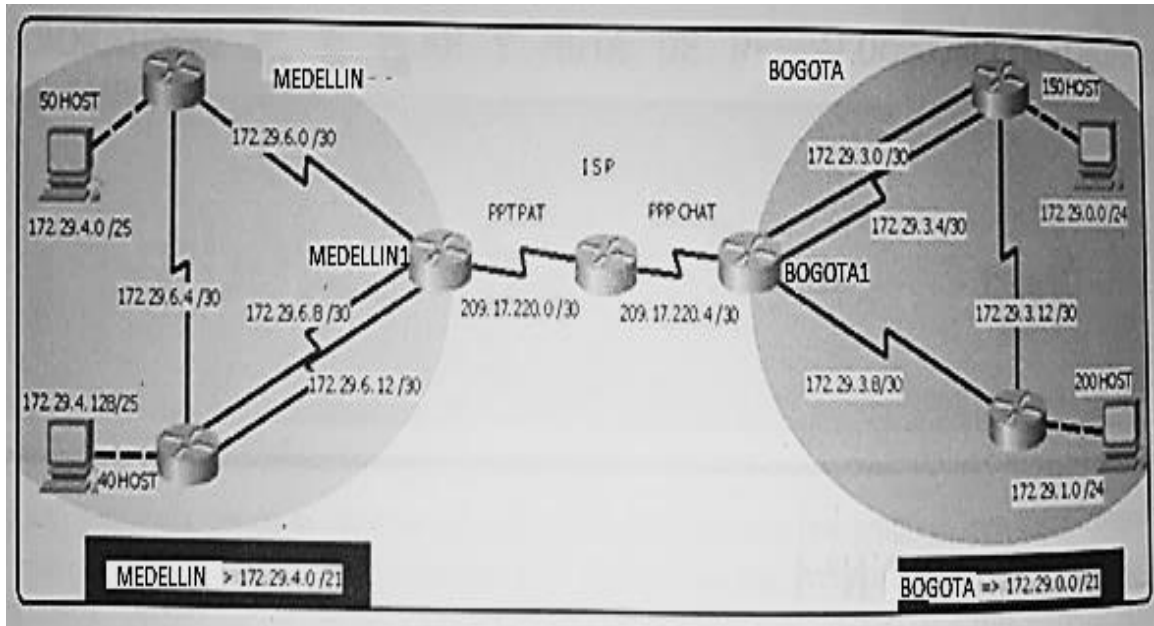 MEDELLIN - -
50 HOST
172.29.6.0 /30
172.29.4.0 /25
172.29.6.4 /30
MEDELLIN1
172.29.6.8 /30
172.29.6.12 /30
172.29.4.128/25
40 HOST
MEDELLIN > 172.29.4.0 /21
ISP
PPTPAT
PPP CHAT
209.17.220.0 /30
209.17.220.4 /30
BOGOTA
150 HOST
172.29.3.0 /30
172.29.3.4/30
172.29.0.0 /24
BOGOTA1
172.29.3.12 /30
172.29.3.8/30
200 HOST
172.29.1.0 /24
BOGOTA => 172.29.0.0 /21